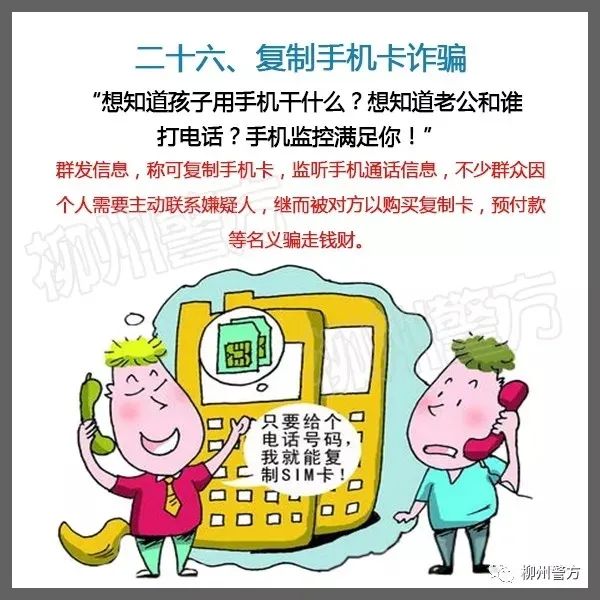 二十六、复制手机卡诈骗
“想知道孩子用手机干什么？想知道老公和谁
打电话？手机监控满足你！”
群发信息，称可复制手机卡，监听手机通话信息，不少群众因
个人需要主动联系嫌疑人，继而被对方以购买复制卡，预付款
等名义骗走钱财。
柳州警方
柳州警方
只要给个
电话号码，
我就能复
制SIM卡！
柳州警方